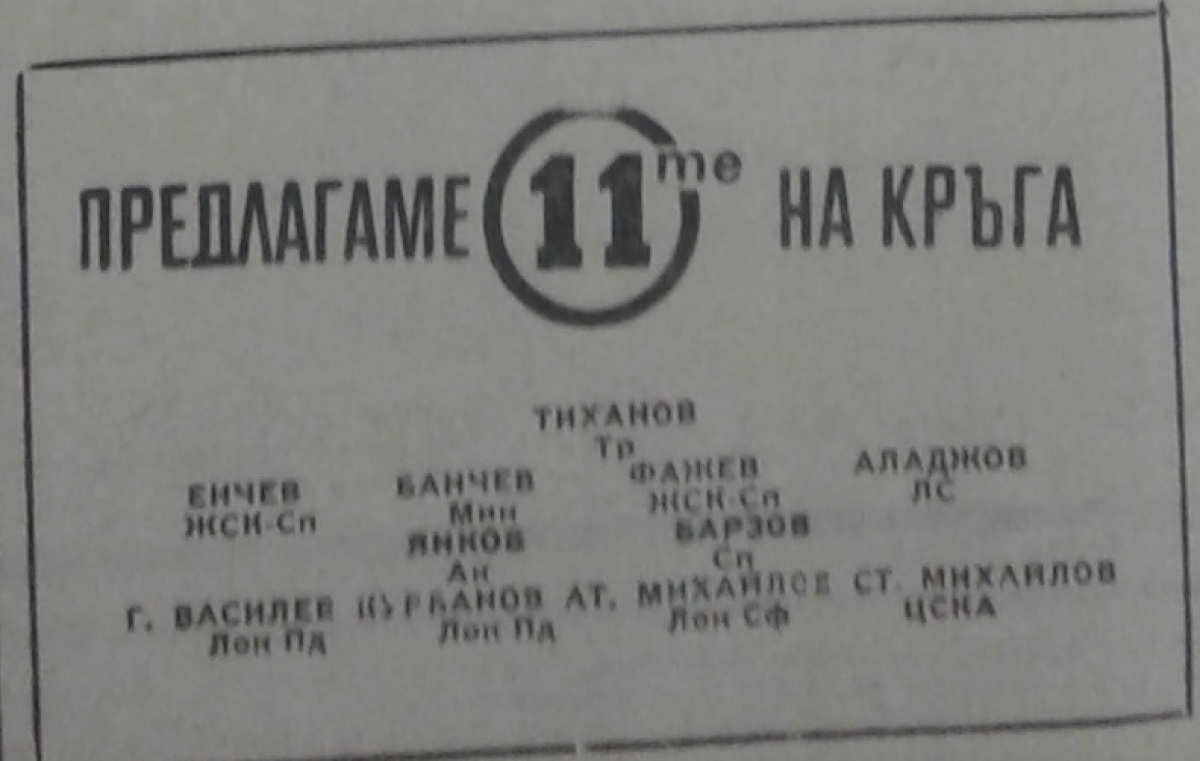 ПРЕДЛАГАМЕ 11те НА КРЪГА
ТИХАНОВ
Тр
ЕНЧЕВ БАНЧЕВ ФАЖЕВ АЛАДЖОВ
ЖСК-Сп Мин ЖСК-Сп ЛС
ЯНКОВ БАРЗОВ
Ак Сп
Г. ВАСИЛЕВ КУРБАНОВ АТ. МИХАЙЛОВ СТ. МИХАЙЛОВ
Лок Пд Лок Пд Лок Сф ЦСКА